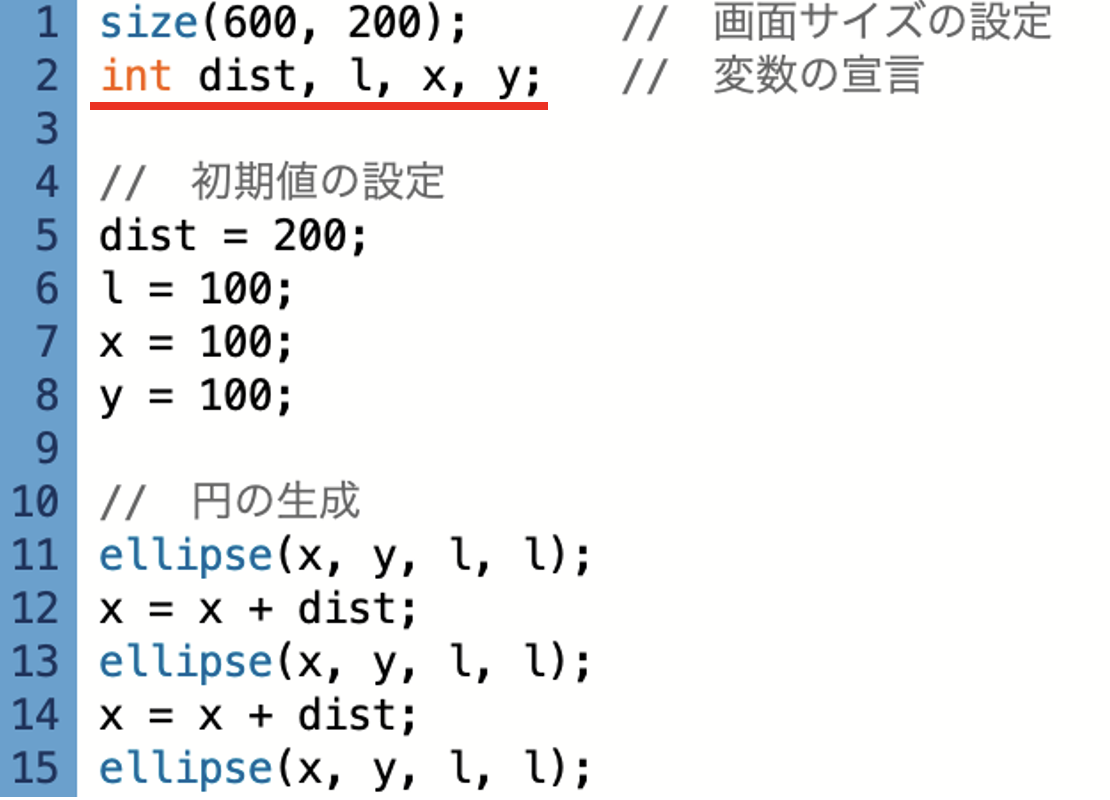 1 size(600, 200); // 画面サイズの設定
2 int dist, l, x, y; // 変数の宣言
3
4 // 初期値の設定
5 dist = 200;
6 l = 100;
7 x = 100;
8 y = 100;
9
10 // 円の生成
11 ellipse(x, y, l, l);
12 x = x + dist;
13 ellipse(x, y, l, l);
14 x = x + dist;
15 ellipse(x, y, l, l);